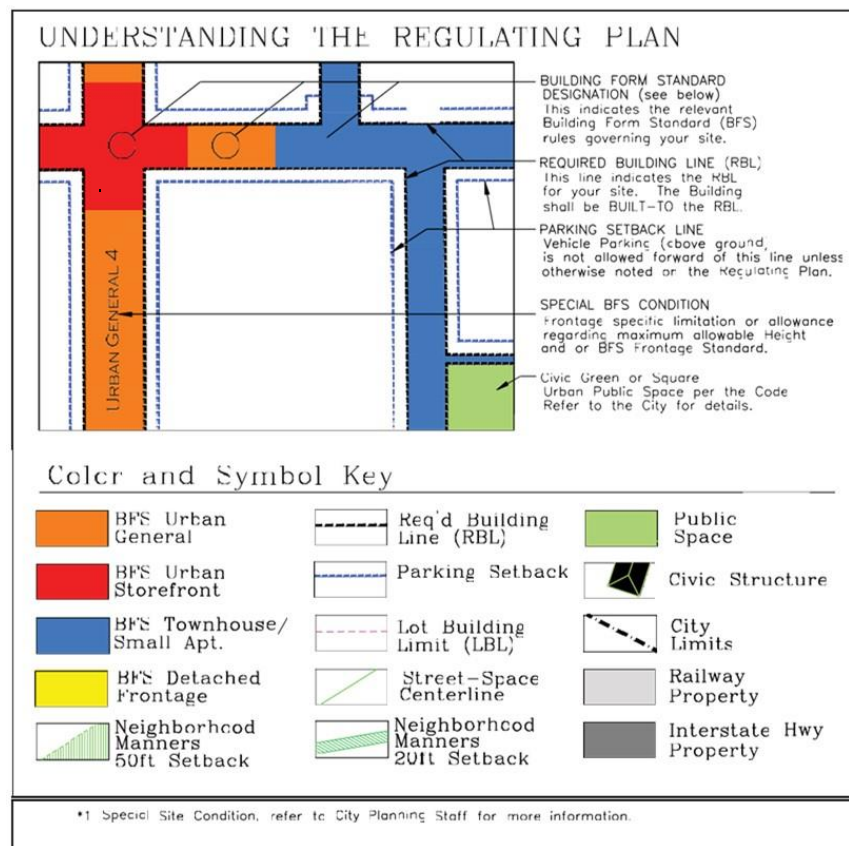 UNDERSTANDING THE REGULATING PLAN
BUILDING FORM STANDARD
DESIGNATION (see below)
This indicates the relevant
Building Form Standard (BFS)
rules governing your site.
REQUIRED BUILDING LINE (RBL)
This line indicates the RBL
for your site. The Building
shall be BUILT-TO the RBL.
PARKING SETBACK LINE
Vehicle Parking (cbove ground,
is not allowed forward of this line unless
otherwise noted on the Regulating Plan.
SPECIAL BFS CONDITION
Frontage specific limitation or allowance
regarding maximum allowable Height
and or BFS Frontage Standard.
Civic Green or Square
Urban Public Space per the Code
Refer to the City for details.
URBAN GENERAL 4
Color and Symbol Key
BFS Urban
General
Req'd Building
Line (RBL)
Public
Space
BFS Urban
Storefront
Parking Setback
Civic Structure
BFS Townhouse/
Small Apt.
Lot Building
Limit (LBL)
City
Limits
BFS Detached
Frontage
Street-Space
Centerline
Railway
Property
Neighborhood
Manners
50ft Setback
Neighborhood
Manners
20ft Setback
Interstate Hwy
Property
*1 Special Site Condition, refer to City Planning Staff for more information.